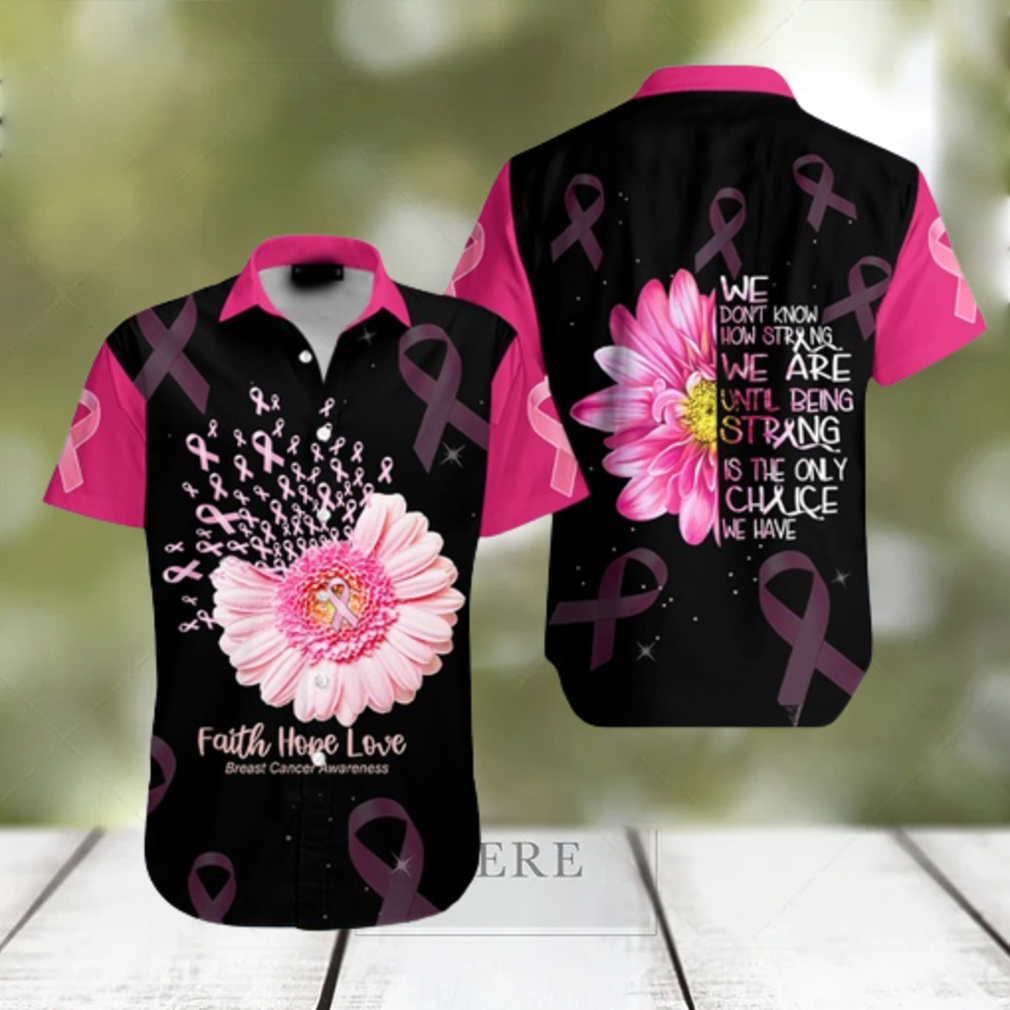 Faith Hope Love
Breast Cancer Awareness
WE
DON'T KNOW
HOW STRONG
WE ARE
UNTIL BEING
STRONG
IS THE ONLY
CHOICE
WE HAVE
ERE